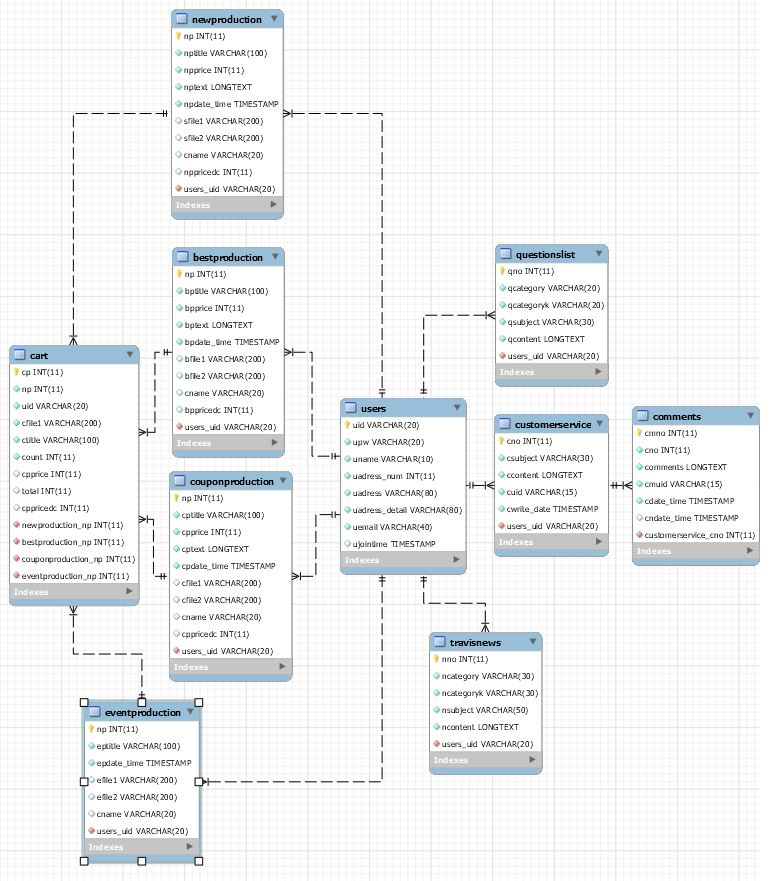 newproduction
np INT(11)
nptitle VARCHAR(100)
npprice INT(11)
nptext LONGTEXT
npdate_time TIMESTAMP
sfile1 VARCHAR(200)
sfile2 VARCHAR(200)
cname VARCHAR(20)
nppricedc INT(11)
users_uid VARCHAR(20)
Indexes
bestproduction
np INT(11)
bptitle VARCHAR(100)
bpprice INT(11)
bptext LONGTEXT
bpdate_time TIMESTAMP
bfile1 VARCHAR(200)
bfile2 VARCHAR(200)
cname VARCHAR(20)
bppricedc INT(11)
users_uid VARCHAR(20)
Indexes
questionslist
qno INT(11)
qcategory VARCHAR(20)
qcategoryk VARCHAR(20)
qsubject VARCHAR(30)
qcontent LONGTEXT
users_uid VARCHAR(20)
Indexes
cart
cp INT(11)
np INT(11)
uid VARCHAR(20)
cfile1 VARCHAR(200)
ctitle VARCHAR(100)
count INT(11)
cpprice INT(11)
total INT(11)
cppricedc INT(11)
newproduction_np INT(11)
bestproduction_np INT(11)
couponproduction_np INT(11)
eventproduction_np INT(11)
Indexes
users
uid VARCHAR(20)
upw VARCHAR(20)
uname VARCHAR(10)
uadress_num INT(11)
uadress VARCHAR(80)
uadress_detail VARCHAR(80)
uemail VARCHAR(40)
ujointime TIMESTAMP
Indexes
customerservice
cno INT(11)
csubject VARCHAR(30)
ccontent LONGTEXT
cuid VARCHAR(15)
cwrite_date TIMESTAMP
users_uid VARCHAR(20)
Indexes
comments
cmno INT(11)
cno INT(11)
comments LONGTEXT
cmuid VARCHAR(15)
cdate_time TIMESTAMP
cndate_time TIMESTAMP
customerservice_cno INT(11)
Indexes
couponproduction
np INT(11)
cptitle VARCHAR(100)
cpprice INT(11)
cptext LONGTEXT
cpdate_time TIMESTAMP
cfile1 VARCHAR(200)
cfile2 VARCHAR(200)
cname VARCHAR(20)
cppricedc INT(11)
users_uid VARCHAR(20)
Indexes
travisnews
nno INT(11)
ncategory VARCHAR(30)
ncategoryk VARCHAR(30)
nsubject VARCHAR(50)
ncontent LONGTEXT
users_uid VARCHAR(20)
Indexes
eventproduction
np INT(11)
eptitle VARCHAR(100)
epdate_time TIMESTAMP
efile1 VARCHAR(200)
efile2 VARCHAR(200)
cname VARCHAR(20)
users_uid VARCHAR(20)
Indexes